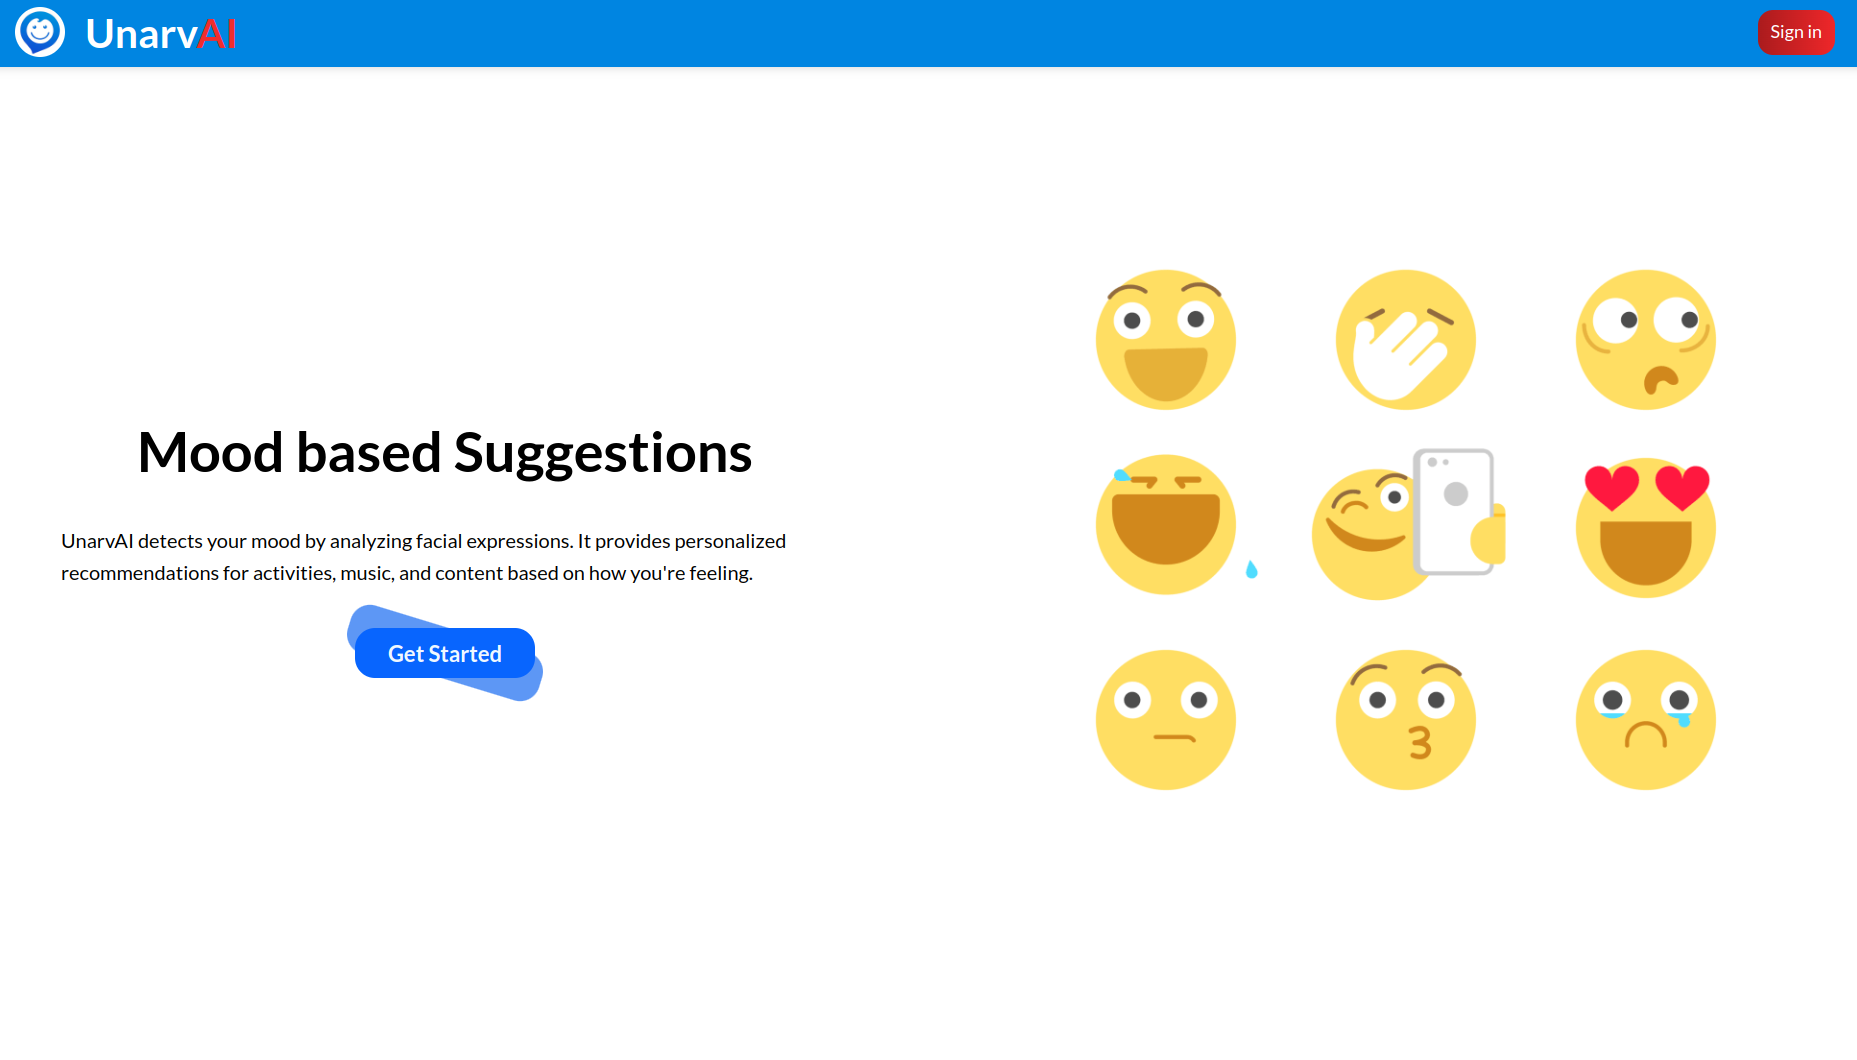 UnarvAI
Sign in
Mood based Suggestions
UnarvAI detects your mood by analyzing facial expressions. It provides personalized
recommendations for activities, music, and content based on how you're feeling.
Get Started